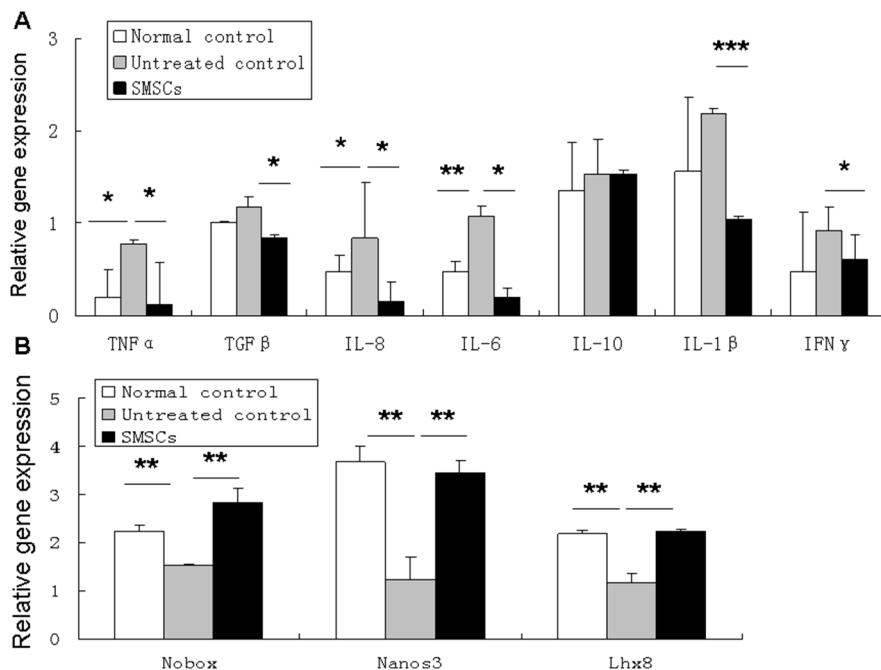 A
Relative gene expression
3
2
1
0
Normal control
Untreated control
SMSCs
* *
*
* *
** *
***
*
TNF α TGF β IL-8 IL-6 IL-10 IL-1 β IFN γ
B
Relative gene expression
5
4
3
2
1
0
Normal control
Untreated control
SMSCs
** **
** **
** **
Nobox Nanos3 Lhx8